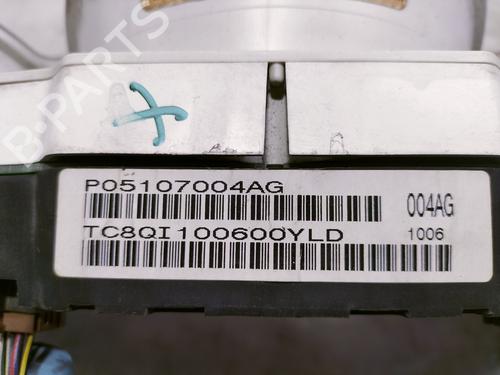 B-PARTS
X
P05107004AG
004AG
TC8QI100600YLD
1006